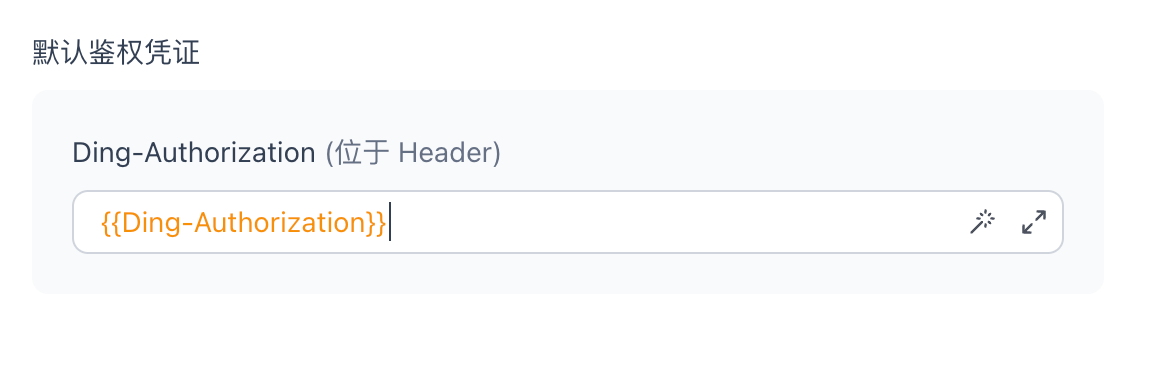 默认鉴权凭证
Ding-Authorization (位于 Header)
{{Ding-Authorization}}